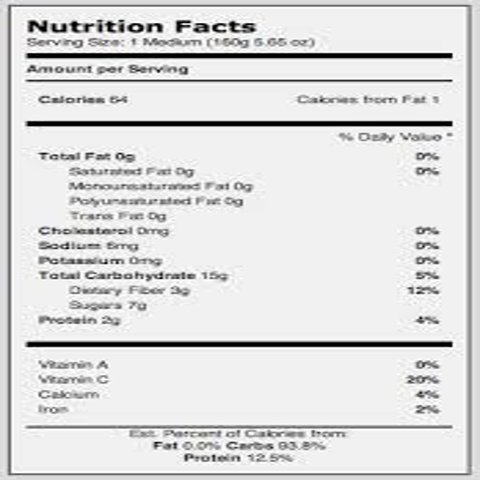 Nutrition Facts
Serving Size: 1 Medium (160g 5.65 oz)
Amount per Serving
Calories 64 Calories from Fat 1
% Daily Value *
Total Fat 0g 0%
Saturated Fat 0g 0%
Monounsaturated Fat 0g
Polyunsaturated Fat 0g
Trans Fat 0g
Cholesterol 0mg 0%
Sodium 6mg 0%
Potassium 0mg 0%
Total Carbohydrate 15g 5%
Dietary Fiber 3g 12%
Sugars 7g
Protein 2g 4%
Vitamin A 0%
Vitamin C 20%
Calcium 4%
Iron 2%
Est. Percent of Calories from:
Fat 0.0% Carbs 93.8%
Protein 12.5%